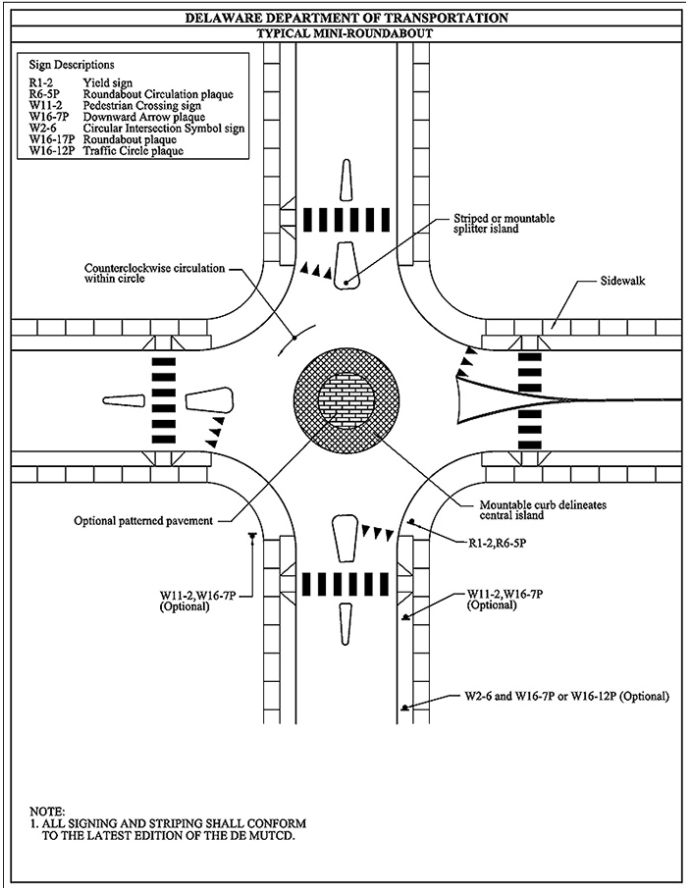 DELAWARE DEPARTMENT OF TRANSPORTATION
TYPICAL MINI-ROUNDABOUT
Sign Descriptions
R1-2 Yield sign
R6-5P Roundabout Circulation plaque
W11-2 Pedestrian Crossing sign
W16-7P Downward Arrow plaque
W2-6 Circular Intersection Symbol sign
W16-17P Roundabout plaque
W16-12P Traffic Circle plaque
Striped or mountable
splitter island
Counterclockwise circulation
within circle
Sidewalk
Optional patterned pavement
Mountable curb delineates
central island
R1-2,R6-5P
W11-2,W16-7P
(Optional)
W11-2,W16-7P
(Optional)
W2-6 and W16-7P or W16-12P (Optional)
NOTE:
1. ALL SIGNING AND STRIPING SHALL CONFORM
TO THE LATEST EDITION OF THE DE MUTCD.